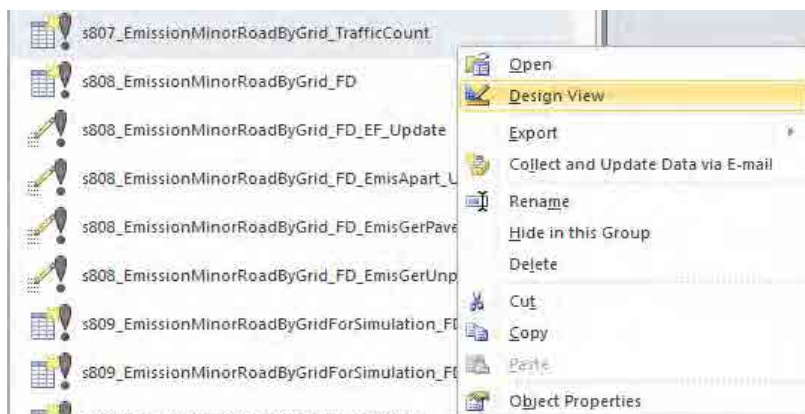 s807_EmissionMinorRoadByGrid_TrafficCount
s808_EmissionMinorRoadByGrid_FD
s808_EmissionMinorRoadByGrid_FD_EF_Update
s808_EmissionMinorRoadByGrid_FD_EmisApart_U
s808_EmissionMinorRoadByGrid_FD_EmisGerPave
s808_EmissionMinorRoadByGrid_FD_EmisGerUnp
s809_EmissionMinorRoadByGridForSimulation_FD
s809_EmissionMinorRoadByGridForSimulation_FD
Open
Design View
Export
Collect and Update Data via E-mail
Rename
Hide in this Group
Delete
Cut
Copy
Paste
Object Properties